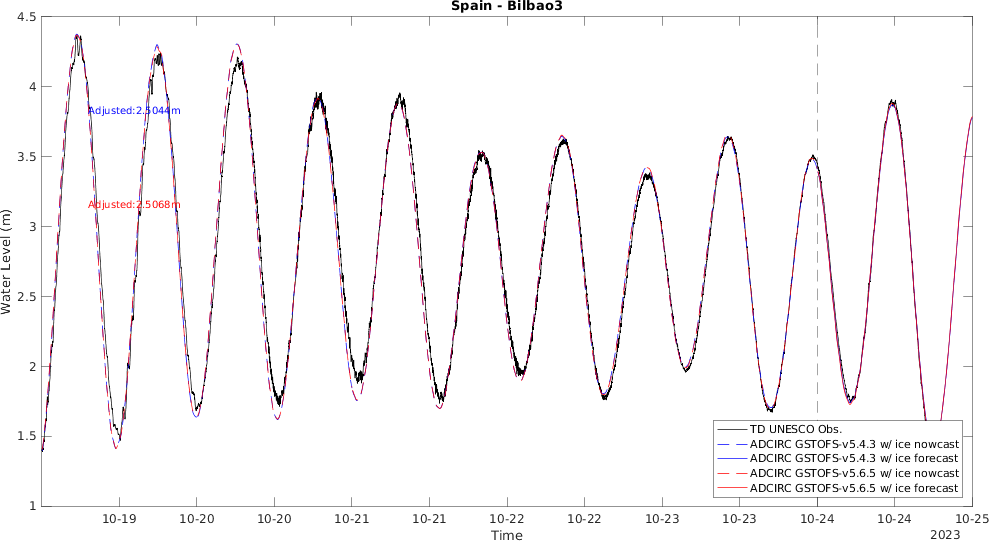 Spain - Bilbao3
4.5
4
3.5
3
2.5
2
1.5
1
Water Level (m)
Adjusted:2.5044m
Adjusted:2.5068m
TD UNESCO Obs.
ADCIRC GSTOFS-v5.4.3 w/ ice nowcast
ADCIRC GSTOFS-v5.4.3 w/ ice forecast
ADCIRC GSTOFS-v5.6.5 w/ ice nowcast
ADCIRC GSTOFS-v5.6.5 w/ ice forecast
10-19 10-20 10-20 10-21 10-21 10-22 10-22 10-23 10-23 10-24 10-24 10-25
Time
2023